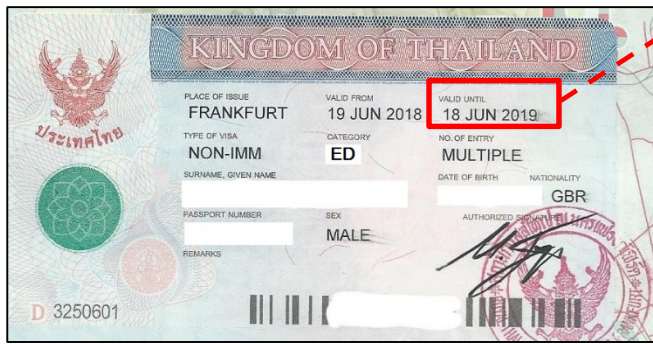 KINGDOM OF THAILAND
ประเทศไทย
PLACE OF ISSUE VALID FROM VALID UNTIL
FRANKFURT 19 JUN 2018 18 JUN 2019
TYPE OF VISA CATEGORY NO. OF ENTRY
NON-IMM ED MULTIPLE
SURNAME, GIVEN NAME DATE OF BIRTH NATIONALITY
GBR
PASSPORT NUMBER SEX AUTHORIZED SIGNATURE
MALE
REMARKS
D 3250601